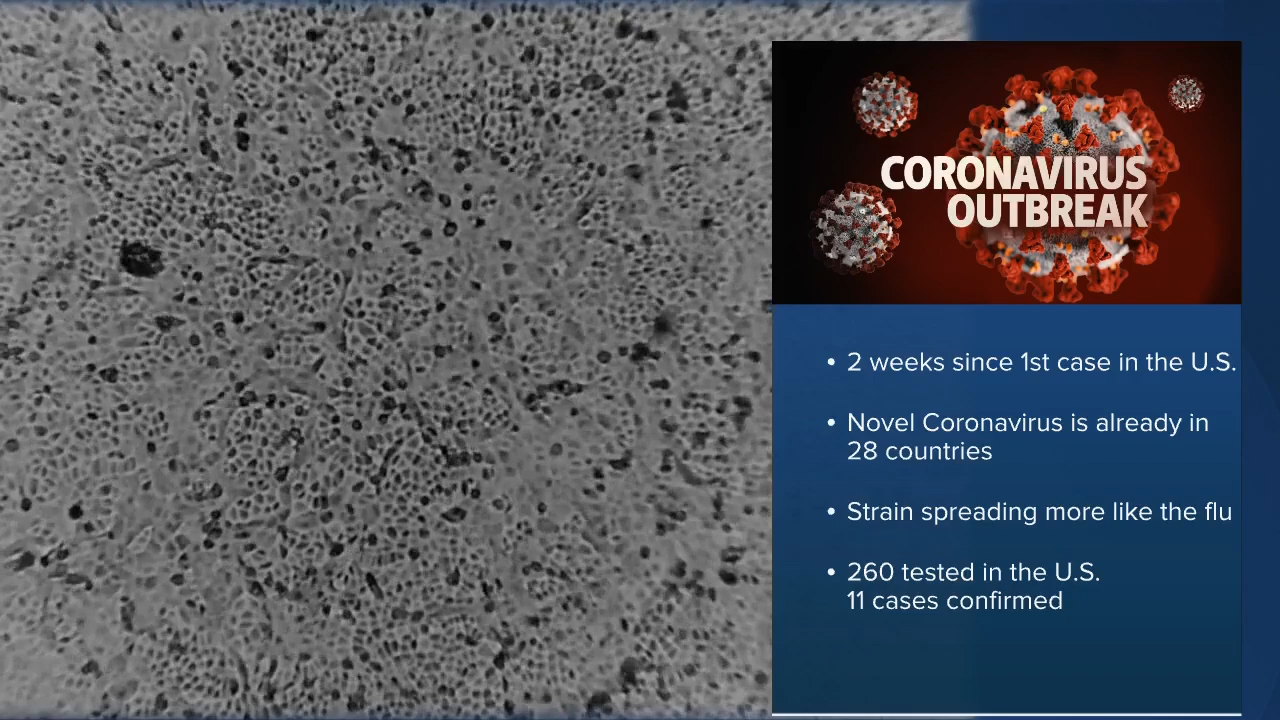 CORONAVIRUS
OUTBREAK
• 2 weeks since 1st case in the U.S.
• Novel Coronavirus is already in
28 countries
• Strain spreading more like the flu
• 260 tested in the U.S.
11 cases confirmed